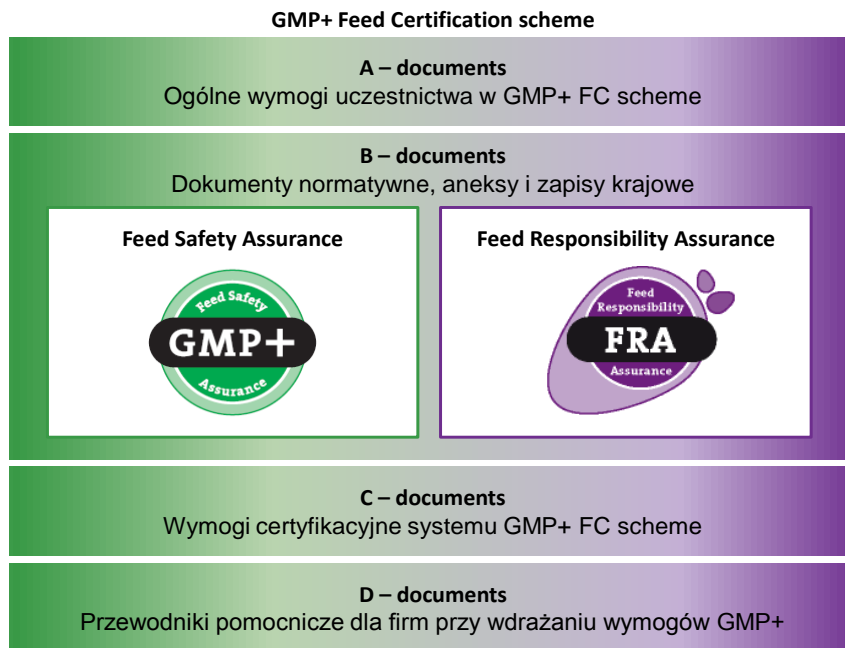 GMP+ Feed Certification scheme
A – documents
Ogólne wymogi uczestnictwa w GMP+ FC scheme
B – documents
Dokumenty normatywne, aneksy i zapisy krajowe
Feed Safety Assurance
Feed Safety
GMP+
Assurance
Feed Responsibility Assurance
Feed
Responsibility
FRA
Assurance
C – documents
Wymogi certyfikacyjne systemu GMP+ FC scheme
D – documents
Przewodniki pomocnicze dla firm przy wdrażaniu wymogów GMP+